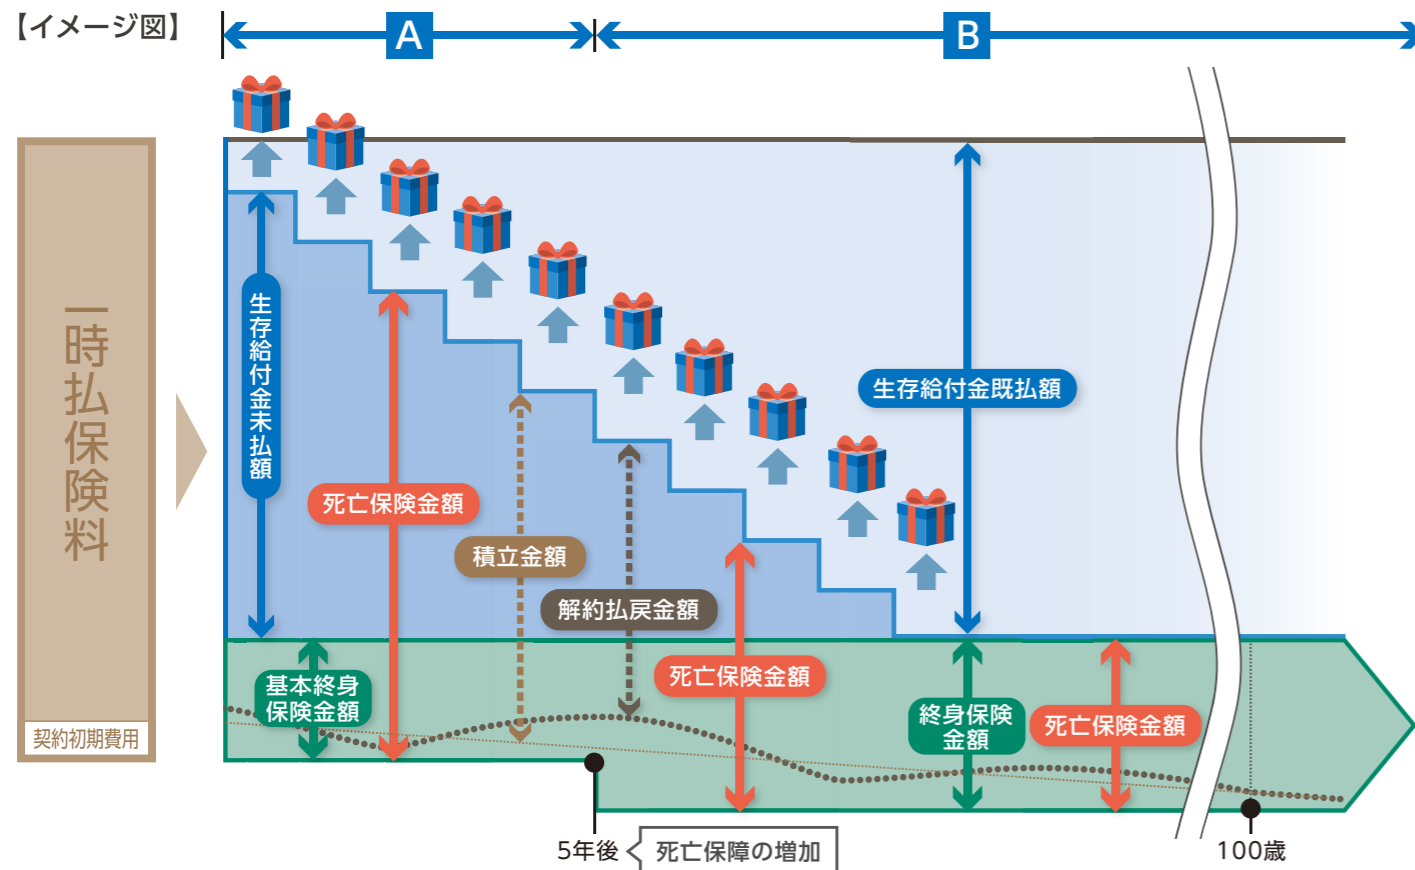 【イメージ図】
A
B
一時払保険料
契約初期費用
生存給付金未払額
死亡保険金額
積立金額
解約払戻金額
生存給付金既払額
基本終身
保険金額
死亡保険金額
終身保険
金額
死亡保険金額
5年後
死亡保障の増加
100歳